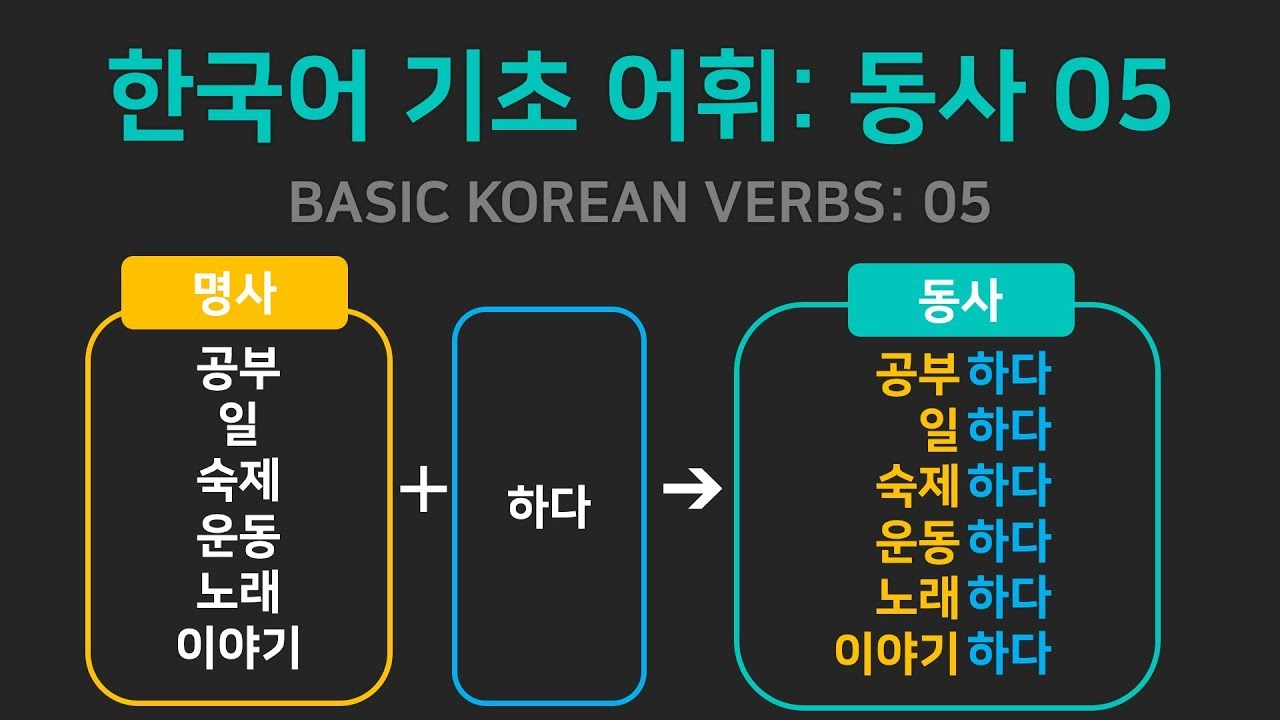 한국어 기초 어휘: 동사 05
BASIC KOREAN VERBS: 05
명사
공부
일
숙제
운동
노래
이야기
+
하다
→
동사
공부 하다
일 하다
숙제 하다
운동 하다
노래 하다
이야기 하다